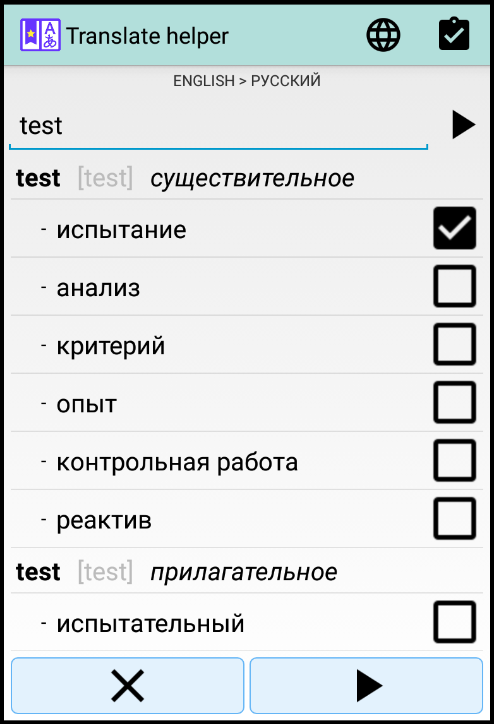 Translate helper
ENGLISH > РУССКИЙ
test
test [test] существительное
- испытание
- анализ
- критерий
- опыт
- контрольная работа
- реактив
test [test] прилагательное
- испытательный